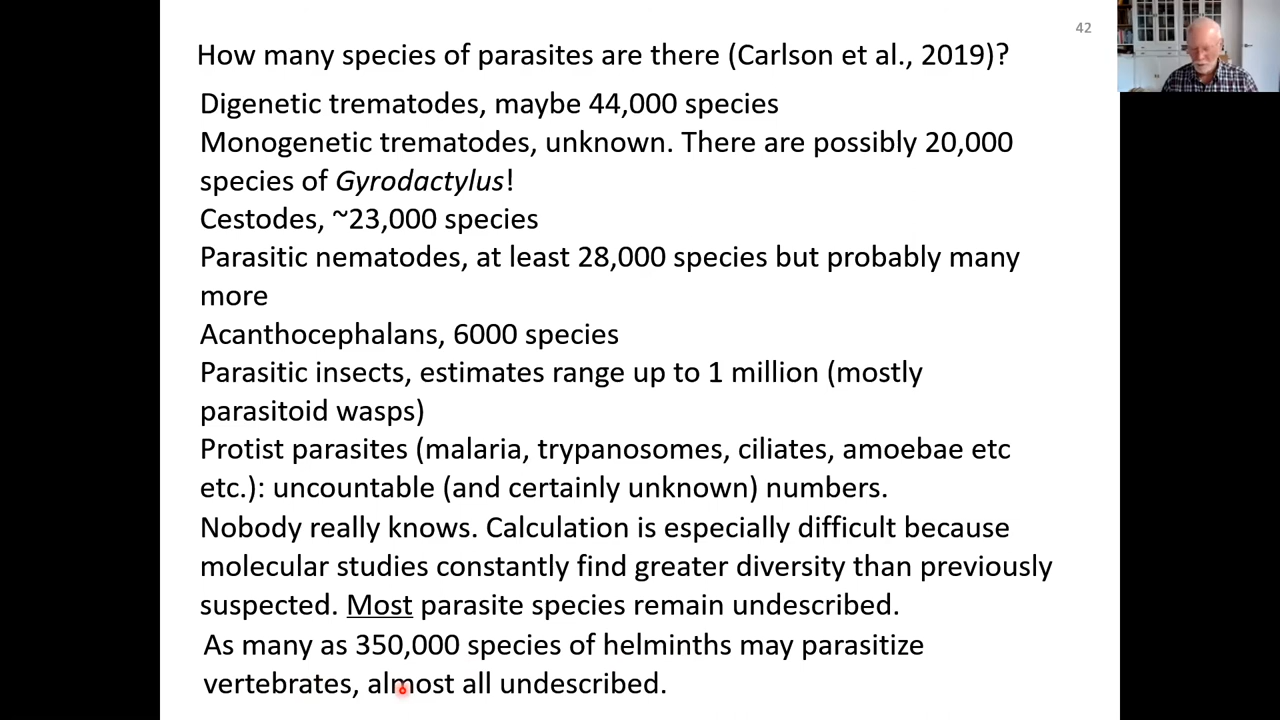 42
How many species of parasites are there (Carlson et al., 2019)?
Digenetic trematodes, maybe 44,000 species
Monogenetic trematodes, unknown. There are possibly 20,000
species of Gyrodactylus!
Cestodes, ~23,000 species
Parasitic nematodes, at least 28,000 species but probably many
more
Acanthocephalans, 6000 species
Parasitic insects, estimates range up to 1 million (mostly
parasitoid wasps)
Protist parasites (malaria, trypanosomes, ciliates, amoebae etc
etc.): uncountable (and certainly unknown) numbers.
Nobody really knows. Calculation is especially difficult because
molecular studies constantly find greater diversity than previously
suspected. Most parasite species remain undescribed.
As many as 350,000 species of helminths may parasitize
vertebrates, almost all undescribed.